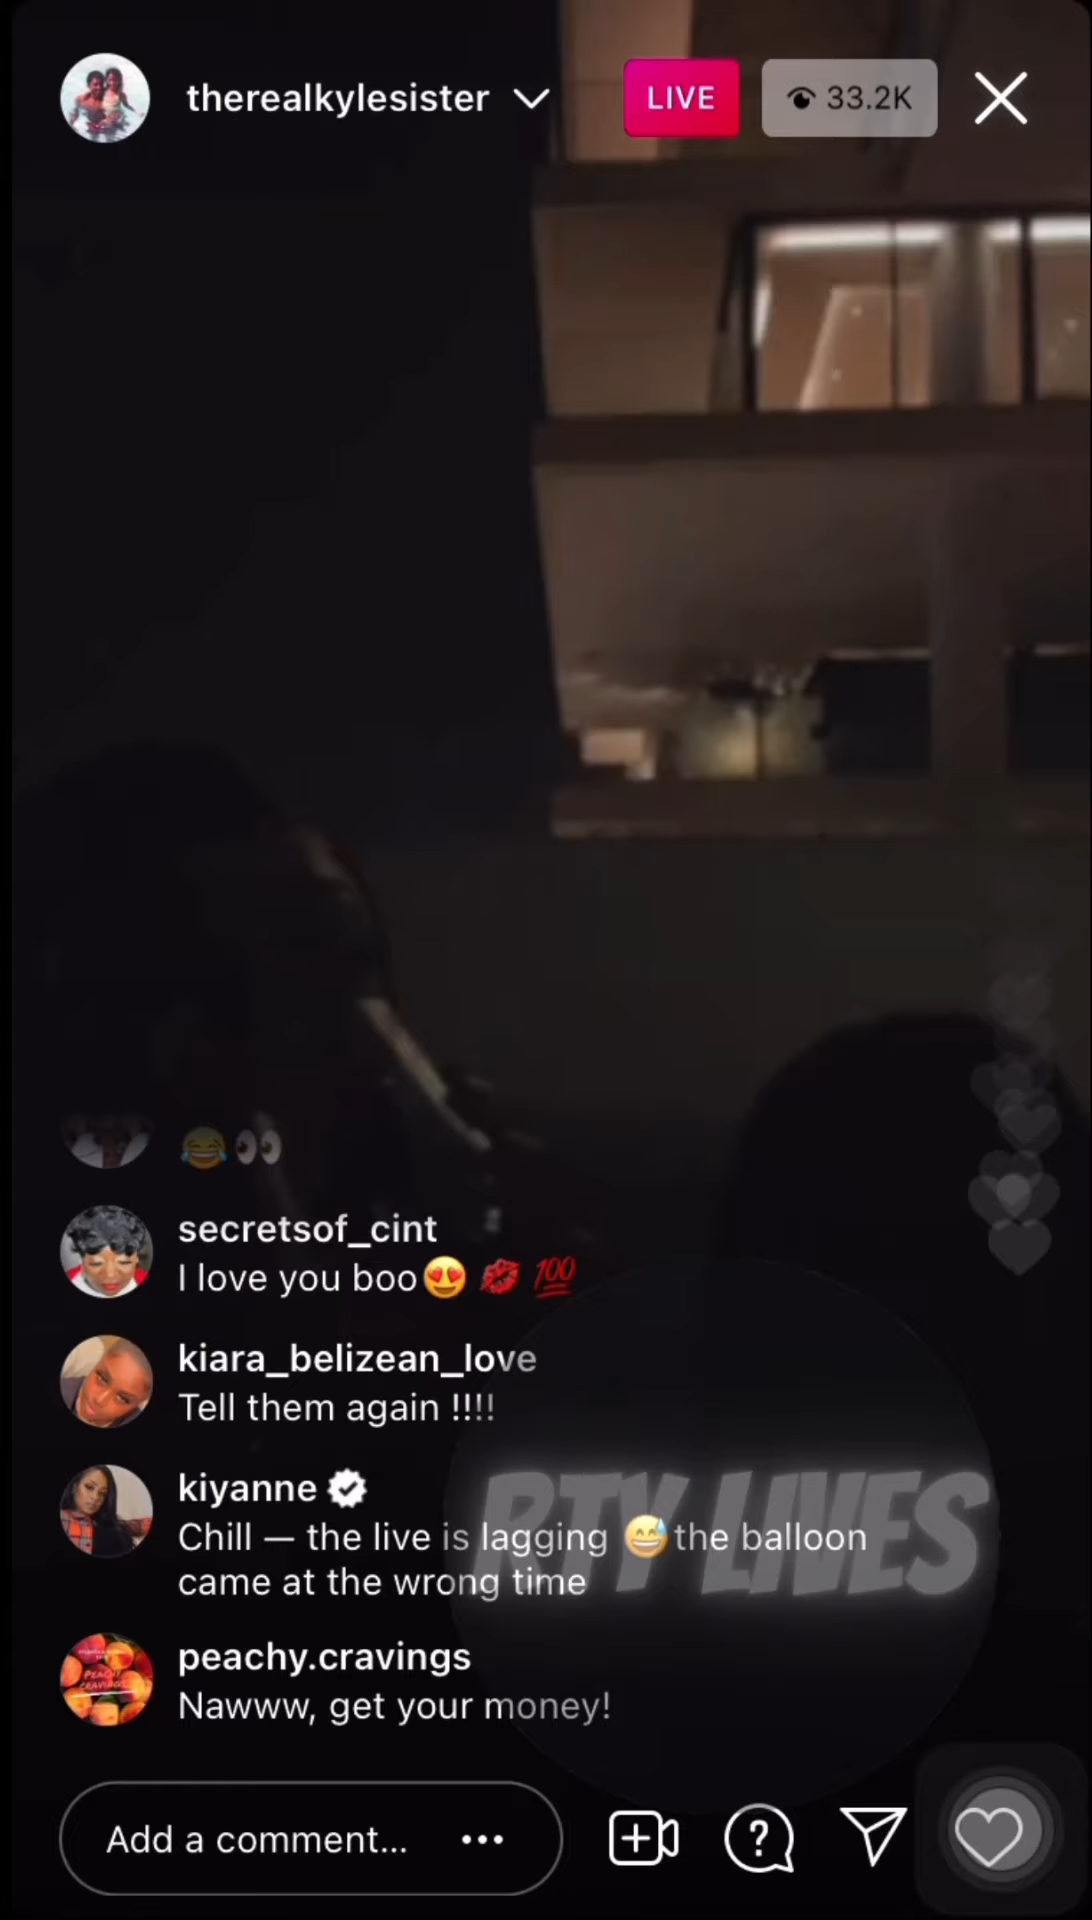 therealkylesister
LIVE
33.2K
😂👀
secretsof_cint
I love you boo😍💋💯
kiara_belizean_love
Tell them again !!!!
kiyanne
Chill — the live is lagging 😅the balloon
came at the wrong time
RTY LIVES
peachy.cravings
Nawww, get your money!
Add a comment...